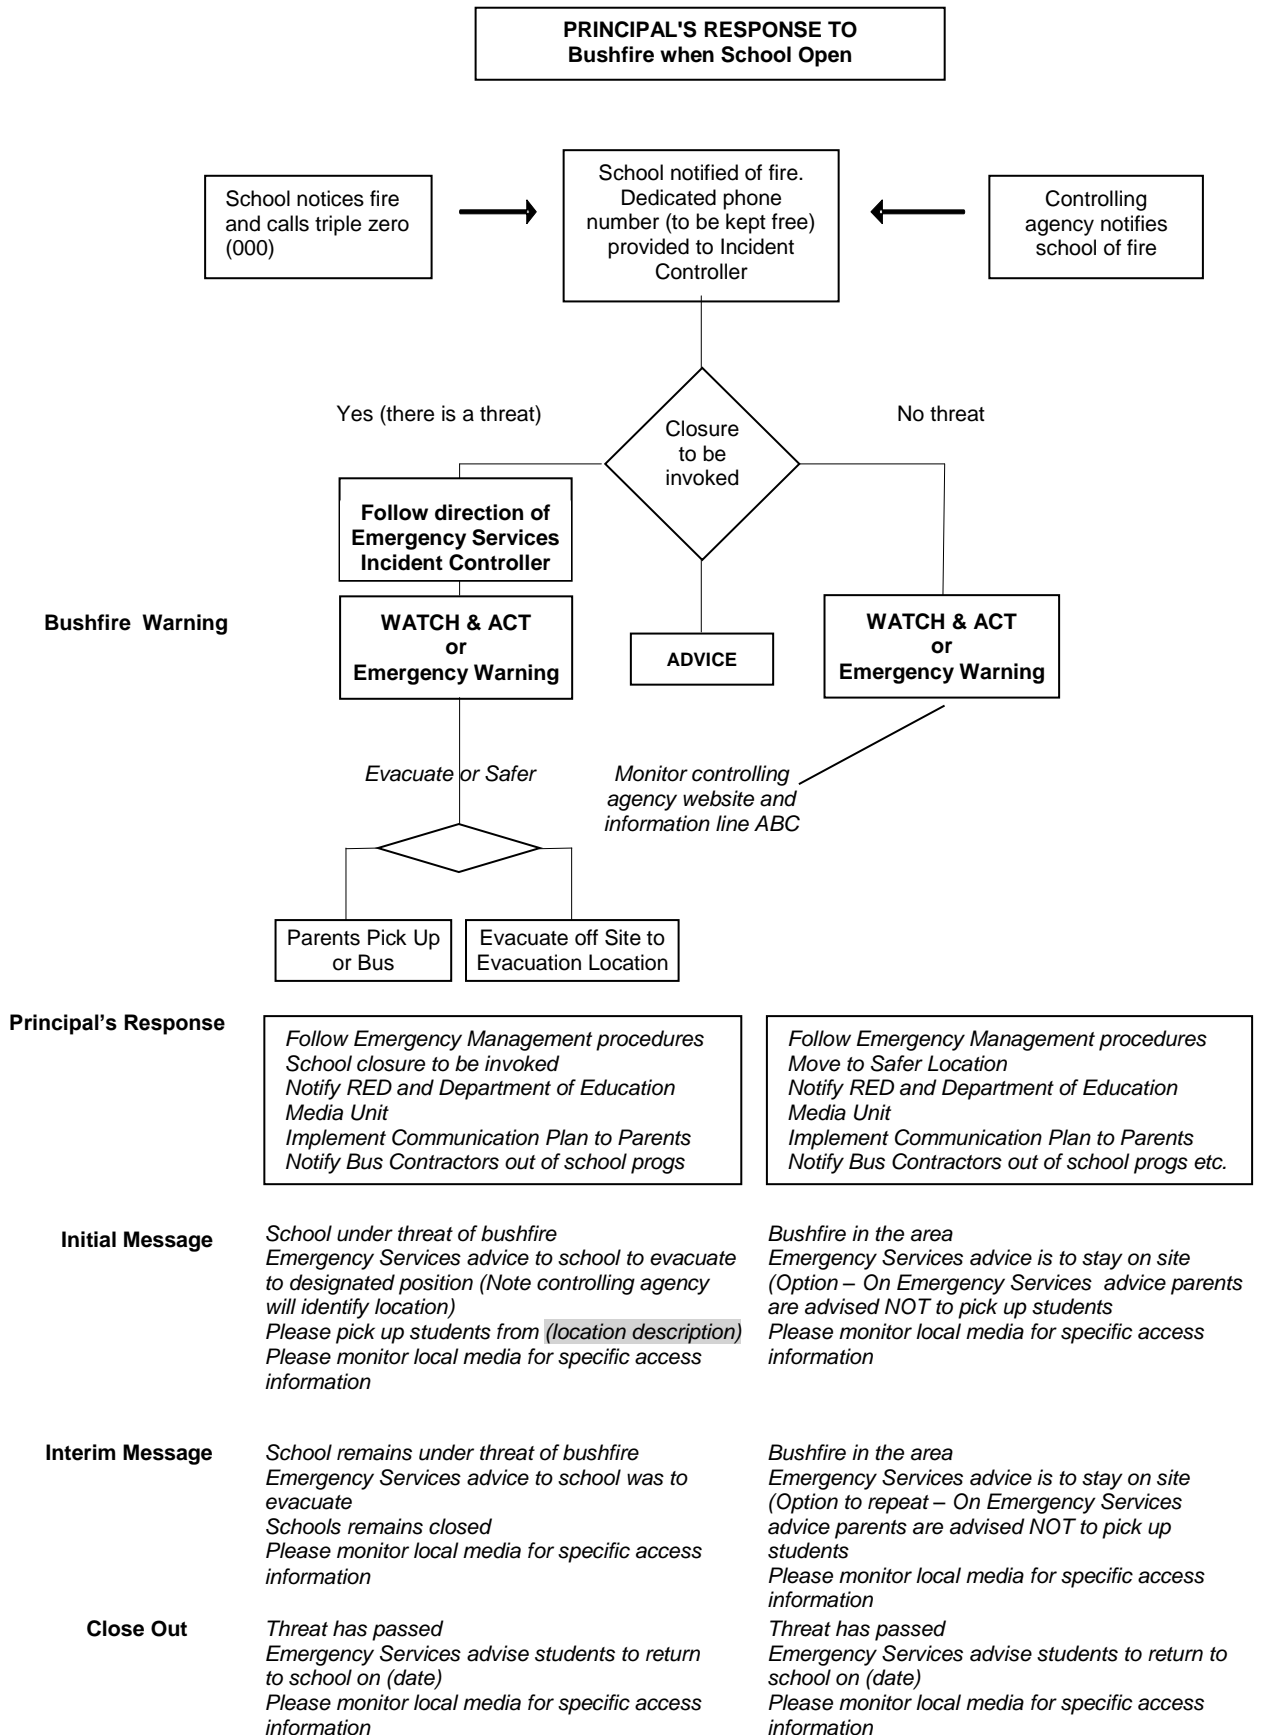 PRINCIPAL'S RESPONSE TO
Bushfire when School Open
School notices fire
and calls triple zero
(000)
School notified of fire.
Dedicated phone
number (to be kept free)
provided to Incident
Controller
Controlling
agency notifies
school of fire
Yes (there is a threat)
Closure
to be
invoked
No threat
Follow direction of
Emergency Services
Incident Controller
Bushfire  Warning
WATCH & ACT
or
Emergency Warning
ADVICE
WATCH & ACT
or
Emergency Warning
Evacuate or Safer
Monitor controlling
agency website and
information line ABC
Parents Pick Up
or Bus
Evacuate off Site to
Evacuation Location
Principal’s Response
Follow Emergency Management procedures
School closure to be invoked
Notify RED and Department of Education
Media Unit
Implement Communication Plan to Parents
Notify Bus Contractors out of school progs
Follow Emergency Management procedures
Move to Safer Location
Notify RED and Department of Education
Media Unit
Implement Communication Plan to Parents
Notify Bus Contractors out of school progs etc.
Initial Message
School under threat of bushfire
Emergency Services advice to school to evacuate
to designated position (Note controlling agency
will identify location)
Please pick up students from (location description)
Please monitor local media for specific access
information
Bushfire in the area
Emergency Services advice is to stay on site
(Option – On Emergency Services  advice parents
are advised NOT to pick up students
Please monitor local media for specific access
information
Interim Message
School remains under threat of bushfire
Emergency Services advice to school was to
evacuate
Schools remains closed
Please monitor local media for specific access
information
Bushfire in the area
Emergency Services advice is to stay on site
(Option to repeat – On Emergency Services
advice parents are advised NOT to pick up
students
Please monitor local media for specific access
information
Close Out
Threat has passed
Emergency Services advise students to return
to school on (date)
Please monitor local media for specific access
information
Threat has passed
Emergency Services advise students to return to
school on (date)
Please monitor local media for specific access
information